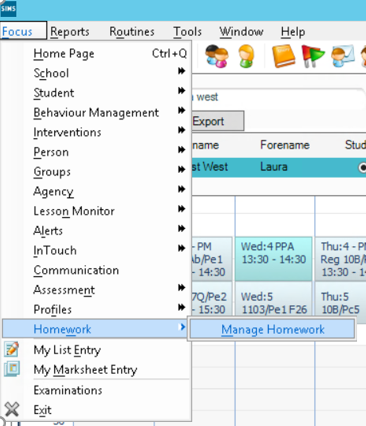 SIMS
Focus Reports Routines Tools Window Help
Home Page Ctrl+Q
School
Student
Behaviour Management
Interventions
Person
Groups
Agency
Lesson Monitor
Alerts
InTouch
Communication
Assessment
Profiles
Homework
Manage Homework
My List Entry
My Marksheet Entry
Examinations
Exit
west
Export
name Forename Stud
st West Laura
- PM Wed:4 PPA Thu:4 - P
b/Pe1 13:30 - 14:30 Reg 10B/
- 14:30 13:30 - 14
7Q/Pe2 Wed:5 Thu:5
- 15:30 1103/Pe1 F26 10B/Pc5
30